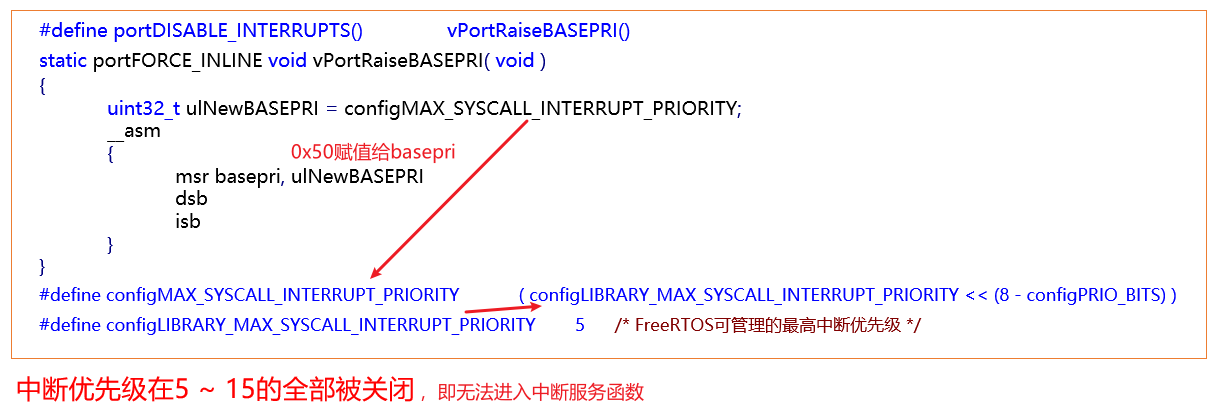 #define portDISABLE_INTERRUPTS() vPortRaiseBASEPRI()
static portFORCE_INLINE void vPortRaiseBASEPRI( void )
{
uint32_t ulNewBASEPRI = configMAX_SYSCALL_INTERRUPT_PRIORITY;
__asm
{ 0x50赋值给basepri
msr basepri, ulNewBASEPRI
dsb
isb
}
}
#define configMAX_SYSCALL_INTERRUPT_PRIORITY ( configLIBRARY_MAX_SYSCALL_INTERRUPT_PRIORITY << (8 - configPRIO_BITS) )
#define configLIBRARY_MAX_SYSCALL_INTERRUPT_PRIORITY 5 /* FreeRTOS可管理的最高中断优先级 */
中断优先级在5 ~ 15的全部被关闭 ，即无法进入中断服务函数